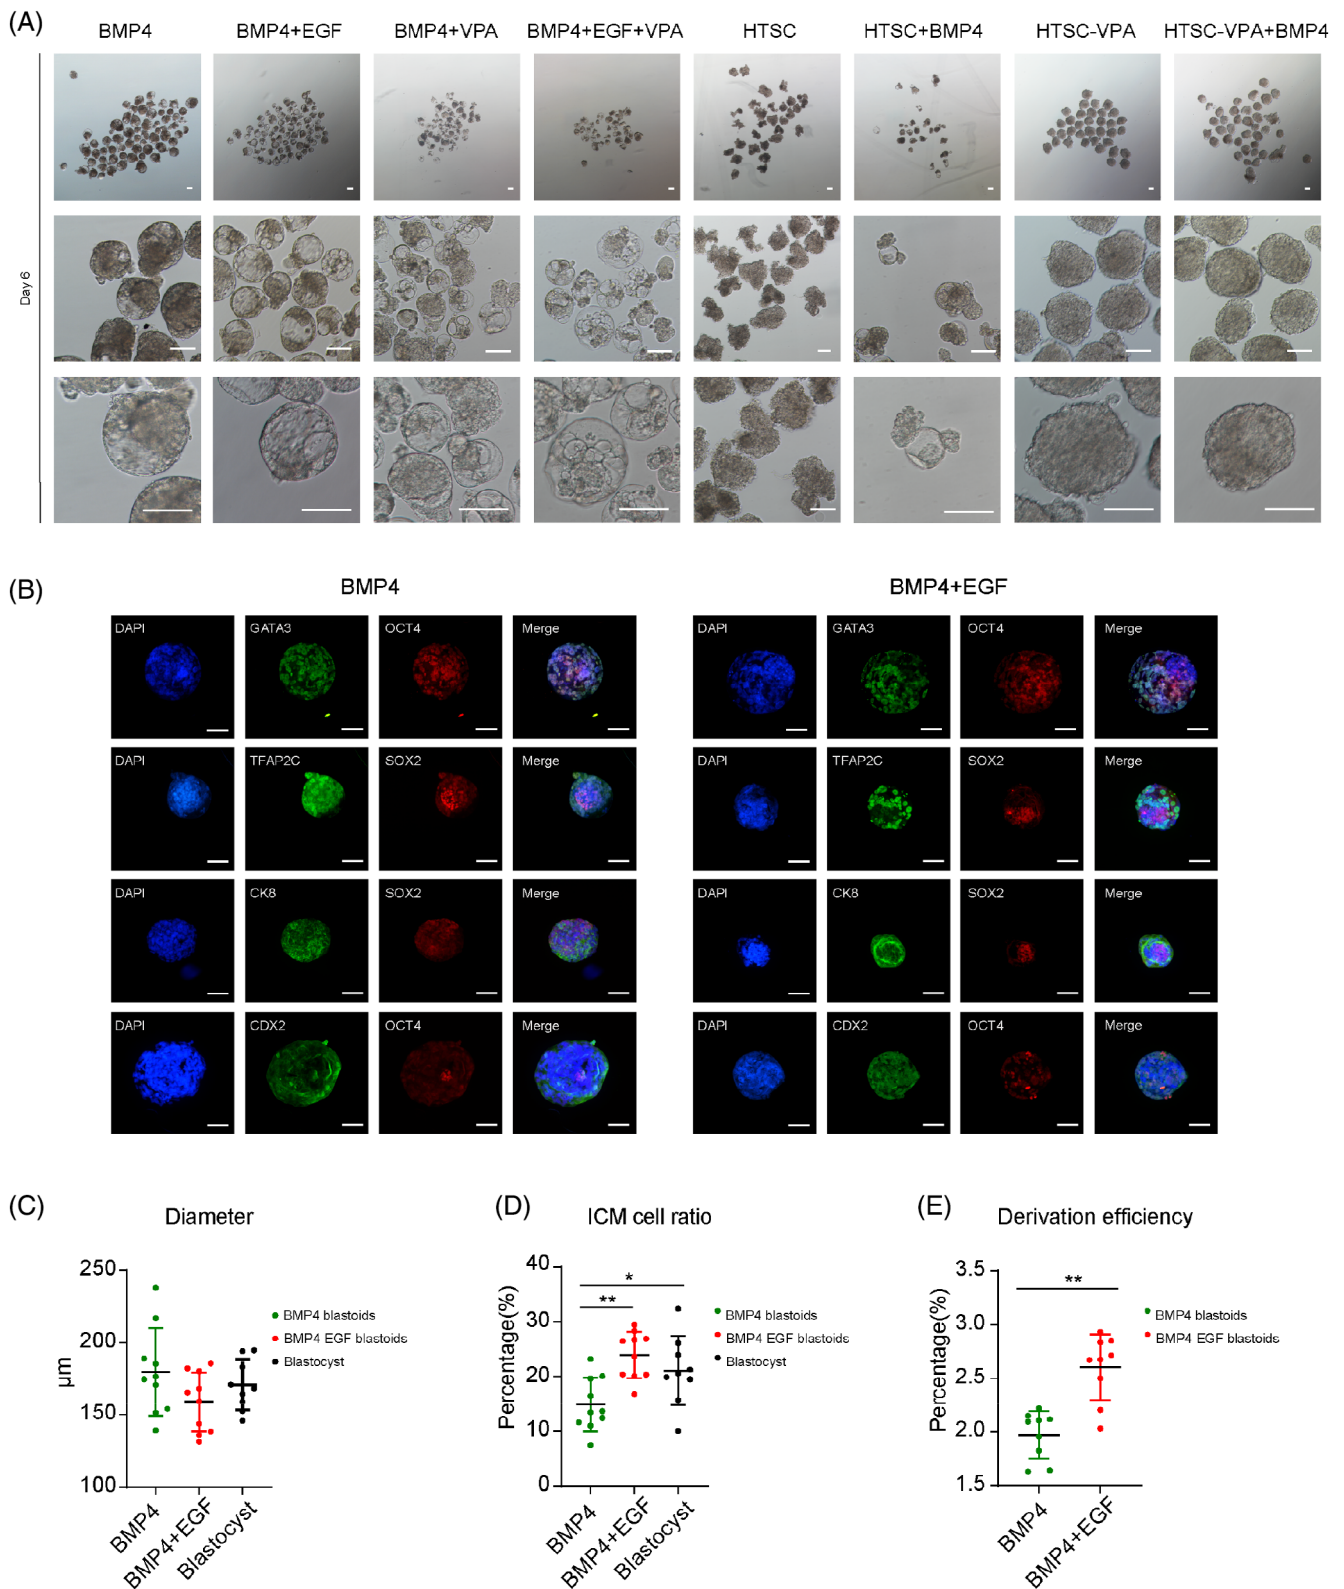 (A)
BMP4 BMP4+EGF BMP4+VPA BMP4+EGF+VPA HTSC HTSC+BMP4 HTSC-VPA HTSC-VPA+BMP4
Day 6
(B)
BMP4 BMP4+EGF
DAPI GATA3 OCT4 Merge DAPI GATA3 OCT4 Merge
DAPI TFAP2C SOX2 Merge DAPI TFAP2C SOX2 Merge
DAPI CK8 SOX2 Merge DAPI CK8 SOX2 Merge
DAPI CDX2 OCT4 Merge DAPI CDX2 OCT4 Merge
(C)
Diameter
250
200
150
100
µm
BMP4
BMP4+EGF
Blastocyst
BMP4 blastoids
BMP4 EGF blastoids
Blastocyst
(D)
ICM cell ratio
40
30
20
10
0
Percentage(%)
*
**
BMP4
BMP4+EGF
Blastocyst
BMP4 blastoids
BMP4 EGF blastoids
Blastocyst
(E)
Derivation efficiency
3.5
3.0
2.5
2.0
1.5
Percentage(%)
**
BMP4
BMP4+EGF
BMP4 blastoids
BMP4 EGF blastoids